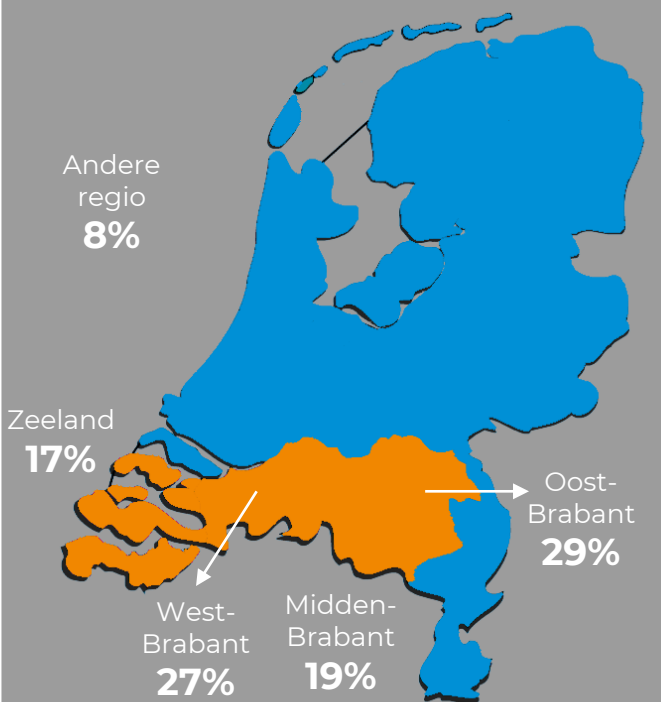 Andere
regio
8%
Zeeland
17%
Oost-
Brabant
29%
West-
Brabant
27%
Midden-
Brabant
19%